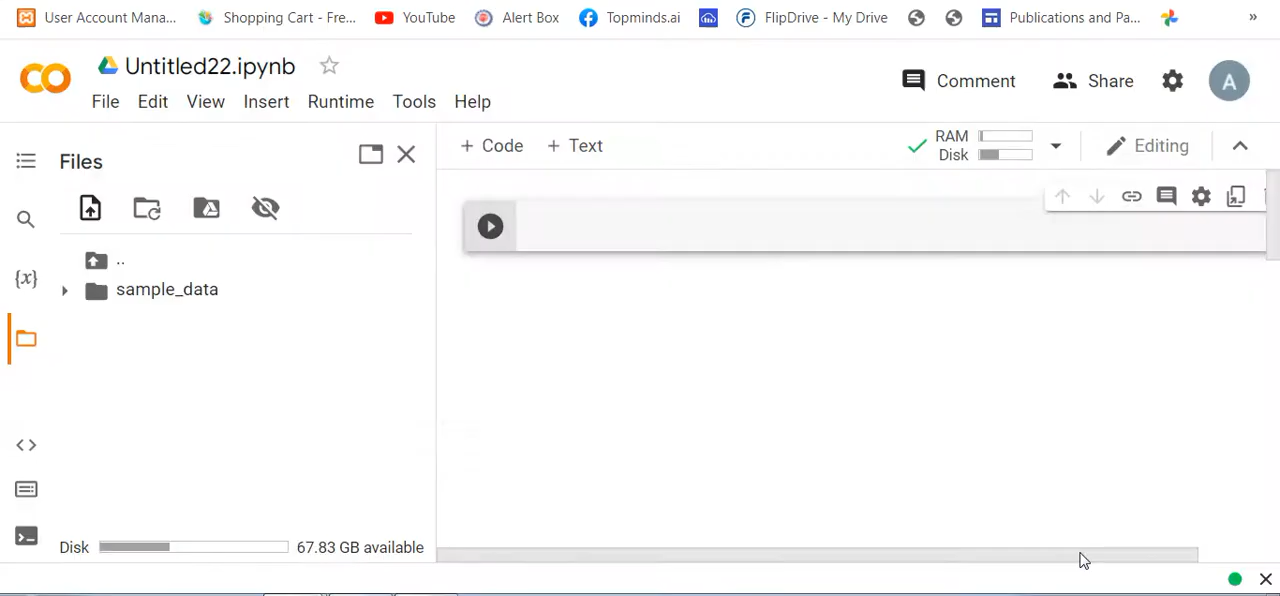 User Account Mana...
Shopping Cart - Fre...
YouTube
Alert Box
Topminds.ai
FlipDrive - My Drive
Publications and Pa...
»
Untitled22.ipynb
Comment
Share
A
File
Edit
View
Insert
Runtime
Tools
Help
Files
+ Code
+ Text
RAM
Disk
Editing
{x}
..
sample_data
Disk
67.83 GB available